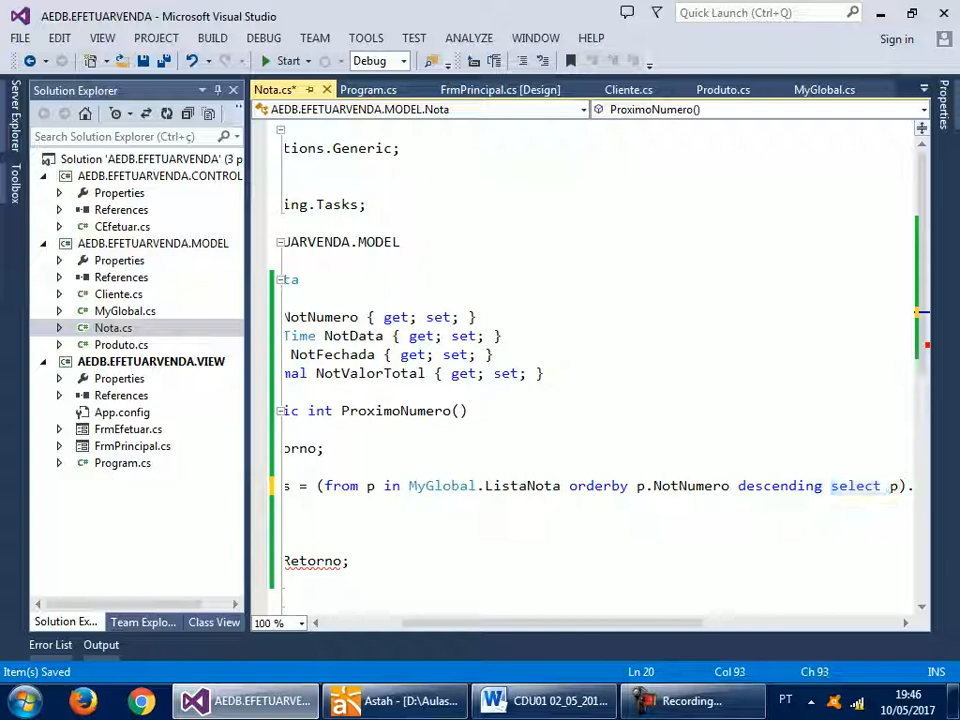 AEDB.EFETUARVENDA - Microsoft Visual Studio
Quick Launch (Ctrl+Q)
FILE EDIT VIEW PROJECT BUILD DEBUG TEAM TOOLS TEST ANALYZE WINDOW HELP
Sign in
Start Debug
Server Explorer
Toolbox
Solution Explorer
Search Solution Explorer (Ctrl+ç)
Solution 'AEDB.EFETUARVENDA' (3 p
AEDB.EFETUARVENDA.CONTROL
Properties
References
CEfetuar.cs
AEDB.EFETUARVENDA.MODEL
Properties
References
Cliente.cs
MyGlobal.cs
Nota.cs
Produto.cs
AEDB.EFETUARVENDA.VIEW
Properties
References
App.config
FrmEfetuar.cs
FrmPrincipal.cs
Program.cs
Solution Ex... Team Explo... Class View
Nota.cs* Program.cs FrmPrincipal.cs [Design] Cliente.cs Produto.cs MyGlobal.cs
AEDB.EFETUARVENDA.MODEL.Nota ProximoNumero()
tions.Generic;
ing.Tasks;
UARVENDA.MODEL
ta
NotNumero { get; set; }
Time NotData { get; set; }
NotFechada { get; set; }
mal NotValorTotal { get; set; }
ic int ProximoNumero()
orno;
s = (from p in MyGlobal.ListaNota orderby p.NotNumero descending select p).
Retorno;
100 %
Properties
Error List Output
Item(s) Saved Ln 20 Col 93 Ch 93 INS
AEDB.EFETUARVE... Astah - [D:\Aulas... CDU01 02_05_201... Recording... PT 19:46
10/05/2017